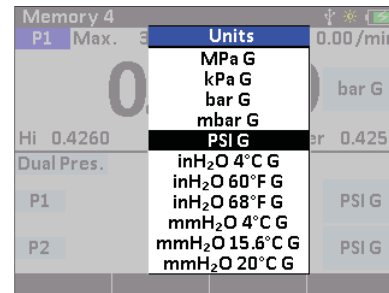 Memory 4
P1 Max. 0.00/min
Units
MPa G
kPa G
bar G
mbar G
PSI G
inH₂O 4°C G
inH₂O 60°F G
inH₂O 68°F G
mmH₂O 4°C G
mmH₂O 15.6°C G
mmH₂O 20°C G
bar G
Hi 0.4260 0.425
Dual Pres.
P1 PSI G
P2 PSI G